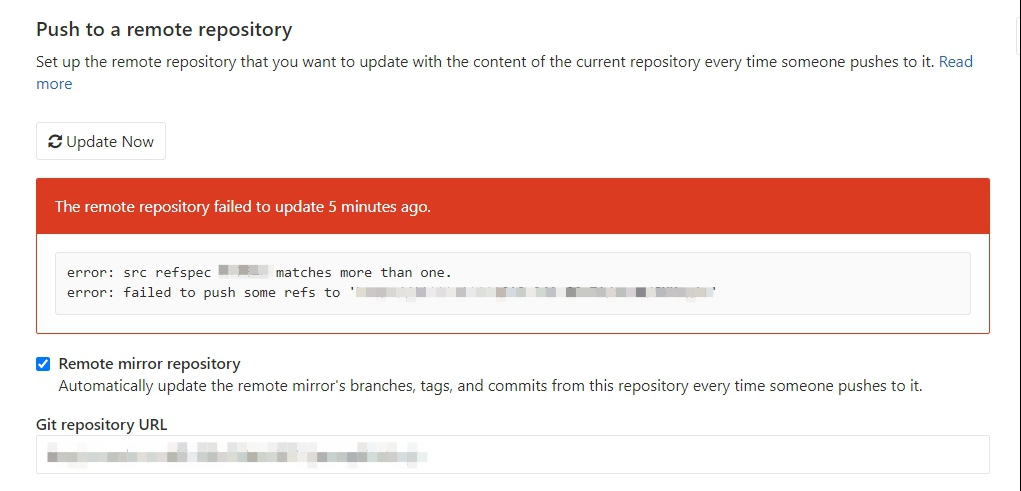 Push to a remote repository
Set up the remote repository that you want to update with the content of the current repository every time someone pushes to it. Read
more
Update Now
The remote repository failed to update 5 minutes ago.
error: src refspec matches more than one.
error: failed to push some refs to ' '
Remote mirror repository
Automatically update the remote mirror's branches, tags, and commits from this repository every time someone pushes to it.
Git repository URL